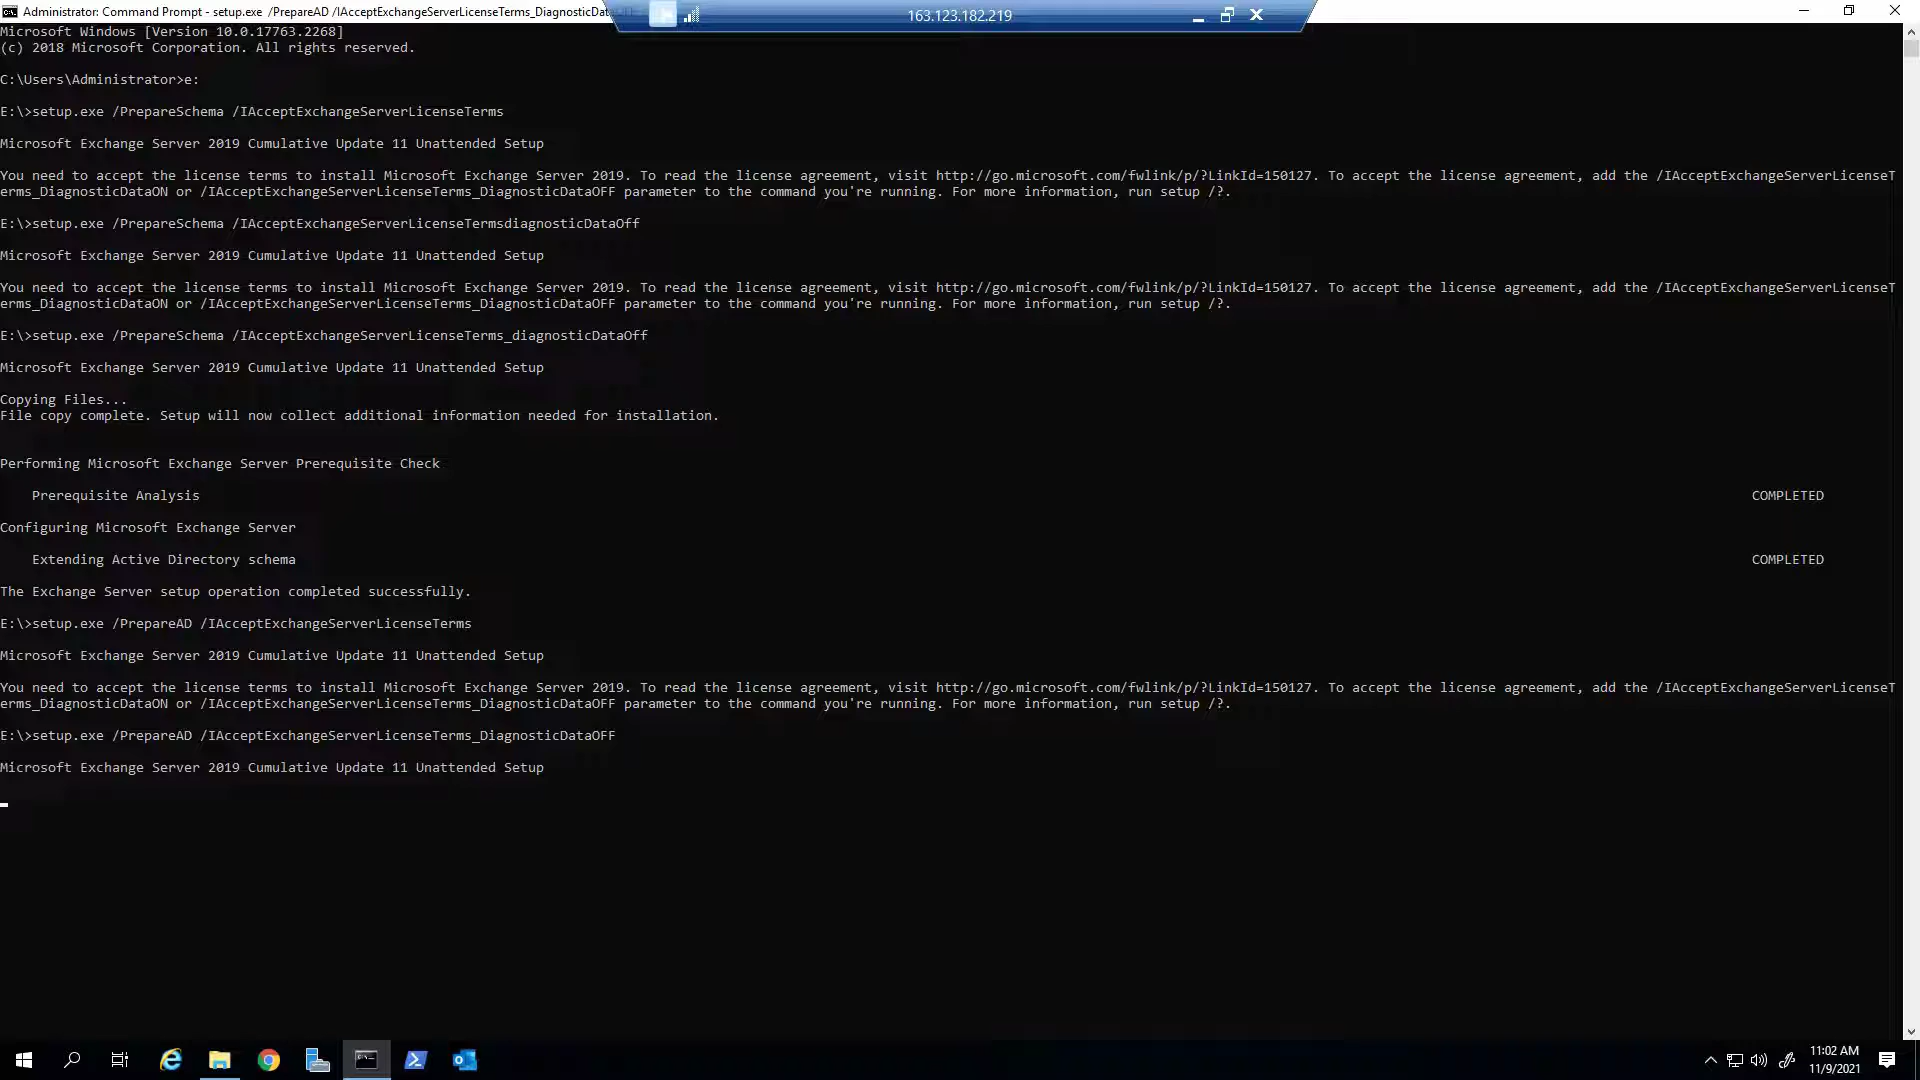 Administrator: Command Prompt - setup.exe /PrepareAD /IAcceptExchangeServerLicenseTerms_DiagnosticDat
163.123.182.219
Microsoft Windows [Version 10.0.17763.2268]
(c) 2018 Microsoft Corporation. All rights reserved.
C:\Users\Administrator>e:
E:\>setup.exe /PrepareSchema /IAcceptExchangeServerLicenseTerms
Microsoft Exchange Server 2019 Cumulative Update 11 Unattended Setup
You need to accept the license terms to install Microsoft Exchange Server 2019. To read the license agreement, visit http://go.microsoft.com/fwlink/p/?LinkId=150127. To accept the license agreement, add the /IAcceptExchangeServerLicenseT
erms_DiagnosticDataON or /IAcceptExchangeServerLicenseTerms_DiagnosticDataOFF parameter to the command you're running. For more information, run setup /?.
E:\>setup.exe /PrepareSchema /IAcceptExchangeServerLicenseTermsdiagnosticDataOff
Microsoft Exchange Server 2019 Cumulative Update 11 Unattended Setup
You need to accept the license terms to install Microsoft Exchange Server 2019. To read the license agreement, visit http://go.microsoft.com/fwlink/p/?LinkId=150127. To accept the license agreement, add the /IAcceptExchangeServerLicenseT
erms_DiagnosticDataON or /IAcceptExchangeServerLicenseTerms_DiagnosticDataOFF parameter to the command you're running. For more information, run setup /?.
E:\>setup.exe /PrepareSchema /IAcceptExchangeServerLicenseTerms_diagnosticDataOff
Microsoft Exchange Server 2019 Cumulative Update 11 Unattended Setup
Copying Files...
File copy complete. Setup will now collect additional information needed for installation.
Performing Microsoft Exchange Server Prerequisite Check
Prerequisite Analysis COMPLETED
Configuring Microsoft Exchange Server
Extending Active Directory schema COMPLETED
The Exchange Server setup operation completed successfully.
E:\>setup.exe /PrepareAD /IAcceptExchangeServerLicenseTerms
Microsoft Exchange Server 2019 Cumulative Update 11 Unattended Setup
You need to accept the license terms to install Microsoft Exchange Server 2019. To read the license agreement, visit http://go.microsoft.com/fwlink/p/?LinkId=150127. To accept the license agreement, add the /IAcceptExchangeServerLicenseT
erms_DiagnosticDataON or /IAcceptExchangeServerLicenseTerms_DiagnosticDataOFF parameter to the command you're running. For more information, run setup /?.
E:\>setup.exe /PrepareAD /IAcceptExchangeServerLicenseTerms_DiagnosticDataOFF
Microsoft Exchange Server 2019 Cumulative Update 11 Unattended Setup
11:02 AM
11/9/2021